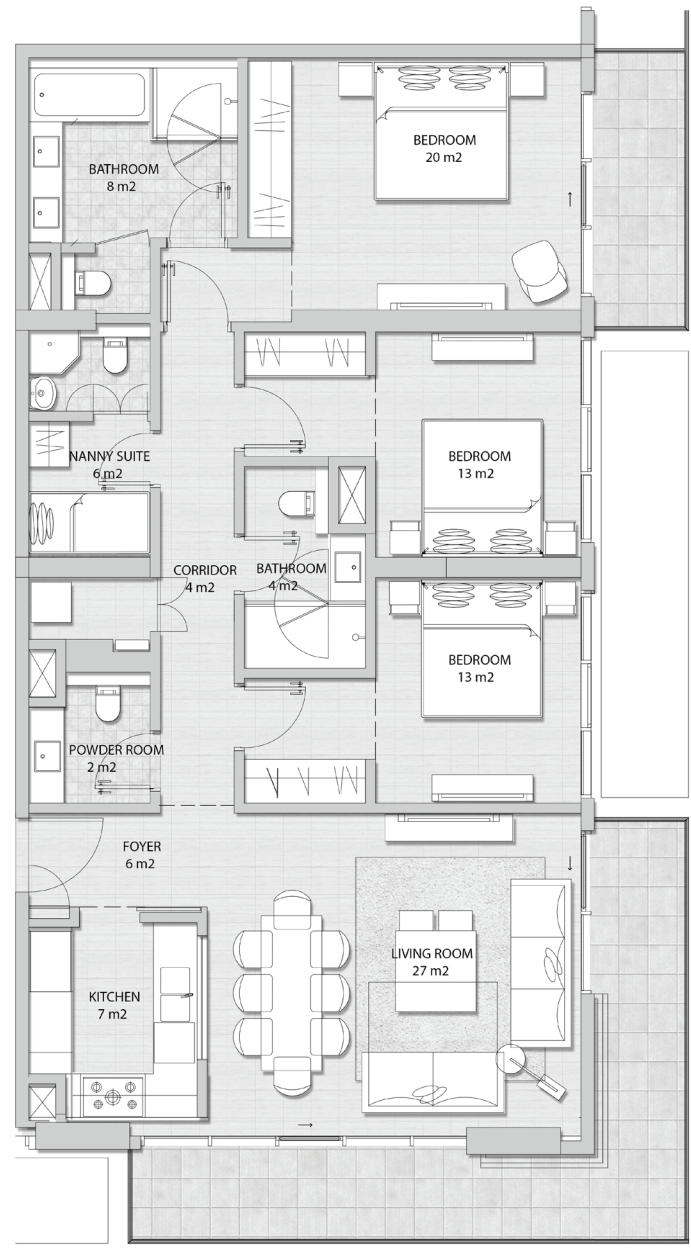 BEDROOM
20 m2
BATHROOM
8 m2
NANNY SUITE
6 m2
BEDROOM
13 m2
CORRIDOR
4 m2
BATHROOM
4 m2
BEDROOM
13 m2
POWDER ROOM
2 m2
FOYER
6 m2
LIVING ROOM
27 m2
KITCHEN
7 m2